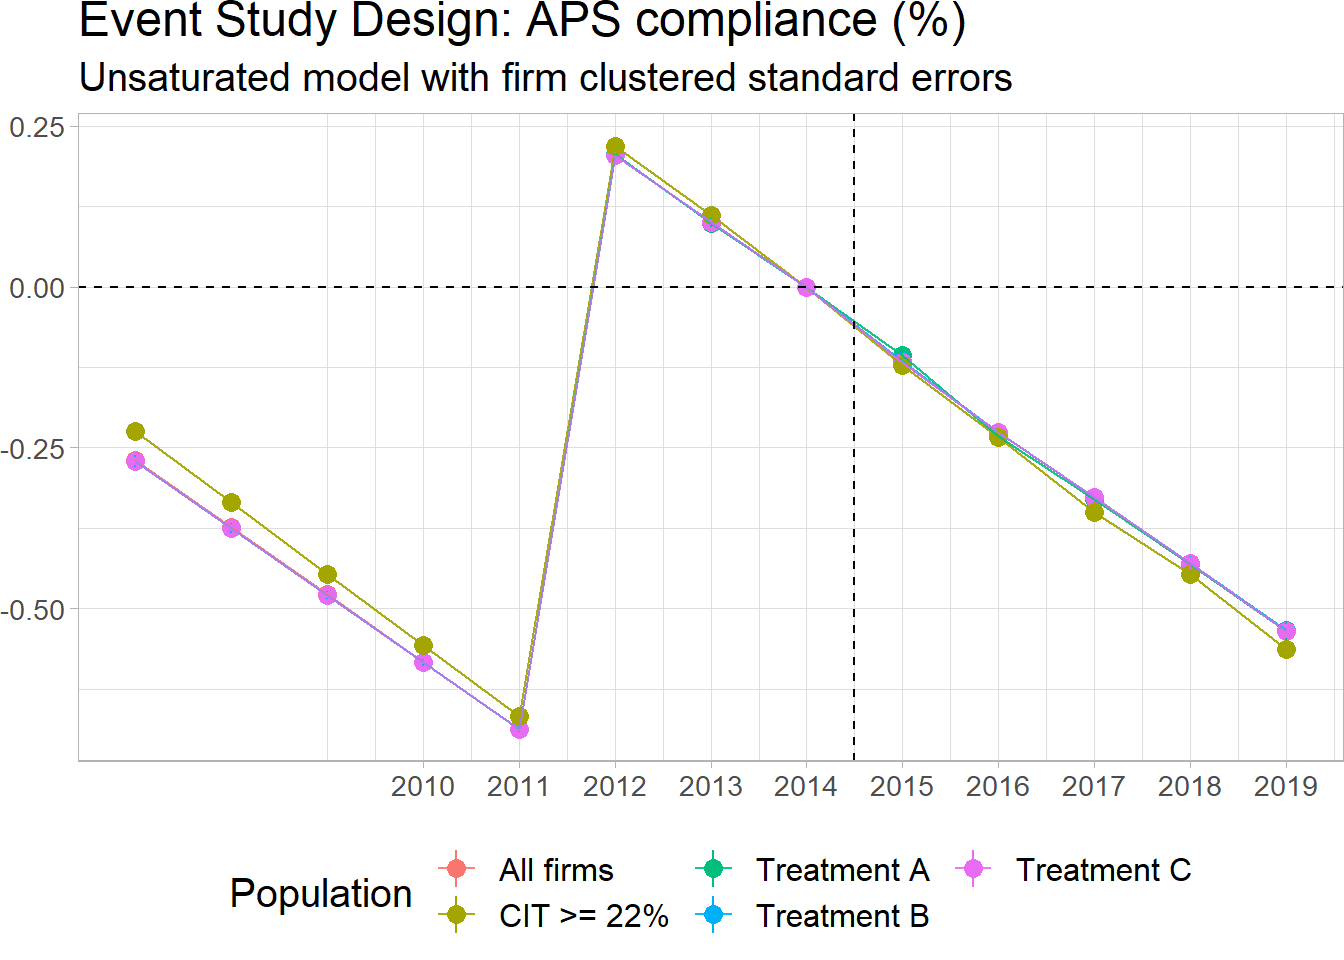 Event Study Design: APS compliance (%)
Unsaturated model with firm clustered standard errors
0.25
0.00
-0.25
-0.50
2010 2011 2012 2013 2014 2015 2016 2017 2018 2019
Population
All firms Treatment A Treatment C
CIT >= 22% Treatment B